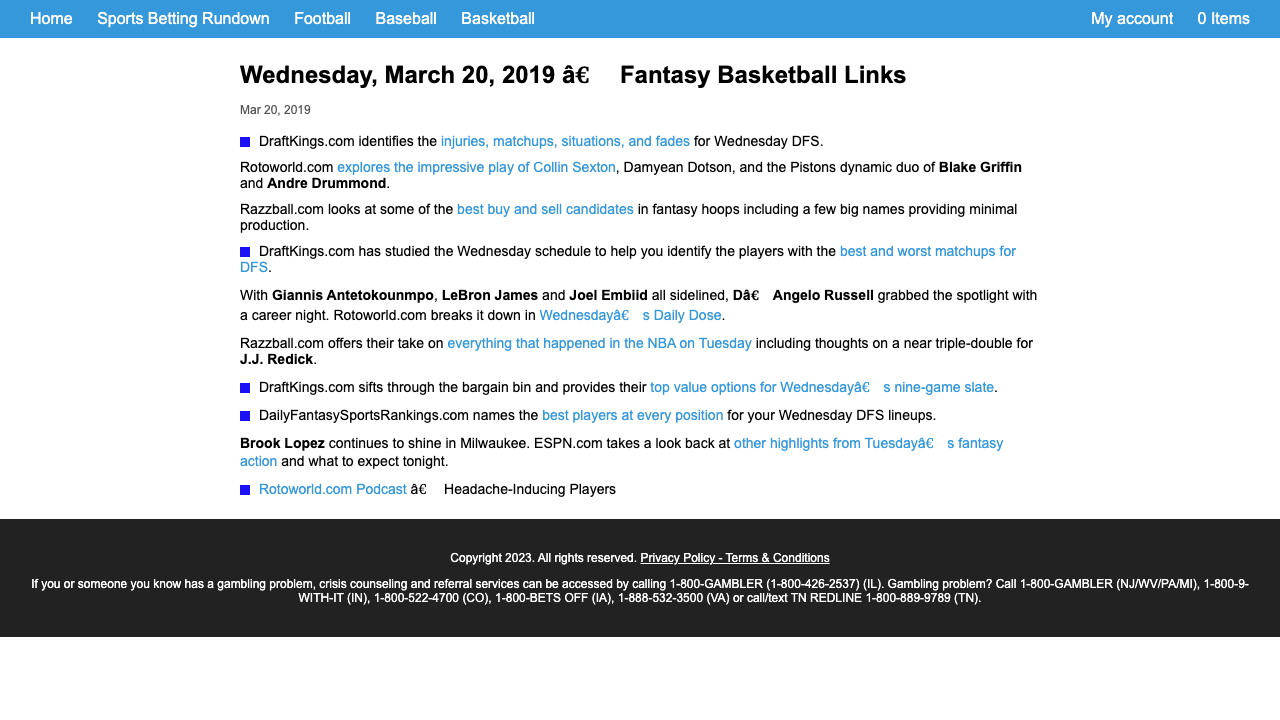 Home Sports Betting Rundown Football Baseball Basketball My account 0 Items
Wednesday, March 20, 2019 â€ Fantasy Basketball Links
Mar 20, 2019
DraftKings.com identifies the injuries, matchups, situations, and fades for Wednesday DFS.
Rotoworld.com explores the impressive play of Collin Sexton, Damyean Dotson, and the Pistons dynamic duo of Blake Griffin
and Andre Drummond.
Razzball.com looks at some of the best buy and sell candidates in fantasy hoops including a few big names providing minimal
production.
DraftKings.com has studied the Wednesday schedule to help you identify the players with the best and worst matchups for
DFS.
With Giannis Antetokounmpo, LeBron James and Joel Embiid all sidelined, Dâ€ Angelo Russell grabbed the spotlight with
a career night. Rotoworld.com breaks it down in Wednesdayâ€ s Daily Dose.
Razzball.com offers their take on everything that happened in the NBA on Tuesday including thoughts on a near triple-double for
J.J. Redick.
DraftKings.com sifts through the bargain bin and provides their top value options for Wednesdayâ€ s nine-game slate.
DailyFantasySportsRankings.com names the best players at every position for your Wednesday DFS lineups.
Brook Lopez continues to shine in Milwaukee. ESPN.com takes a look back at other highlights from Tuesdayâ€ s fantasy
action and what to expect tonight.
Rotoworld.com Podcast â€ Headache-Inducing Players
Copyright 2023. All rights reserved. Privacy Policy - Terms & Conditions
If you or someone you know has a gambling problem, crisis counseling and referral services can be accessed by calling 1-800-GAMBLER (1-800-426-2537) (IL). Gambling problem? Call 1-800-GAMBLER (NJ/WV/PA/MI), 1-800-9-
WITH-IT (IN), 1-800-522-4700 (CO), 1-800-BETS OFF (IA), 1-888-532-3500 (VA) or call/text TN REDLINE 1-800-889-9789 (TN).